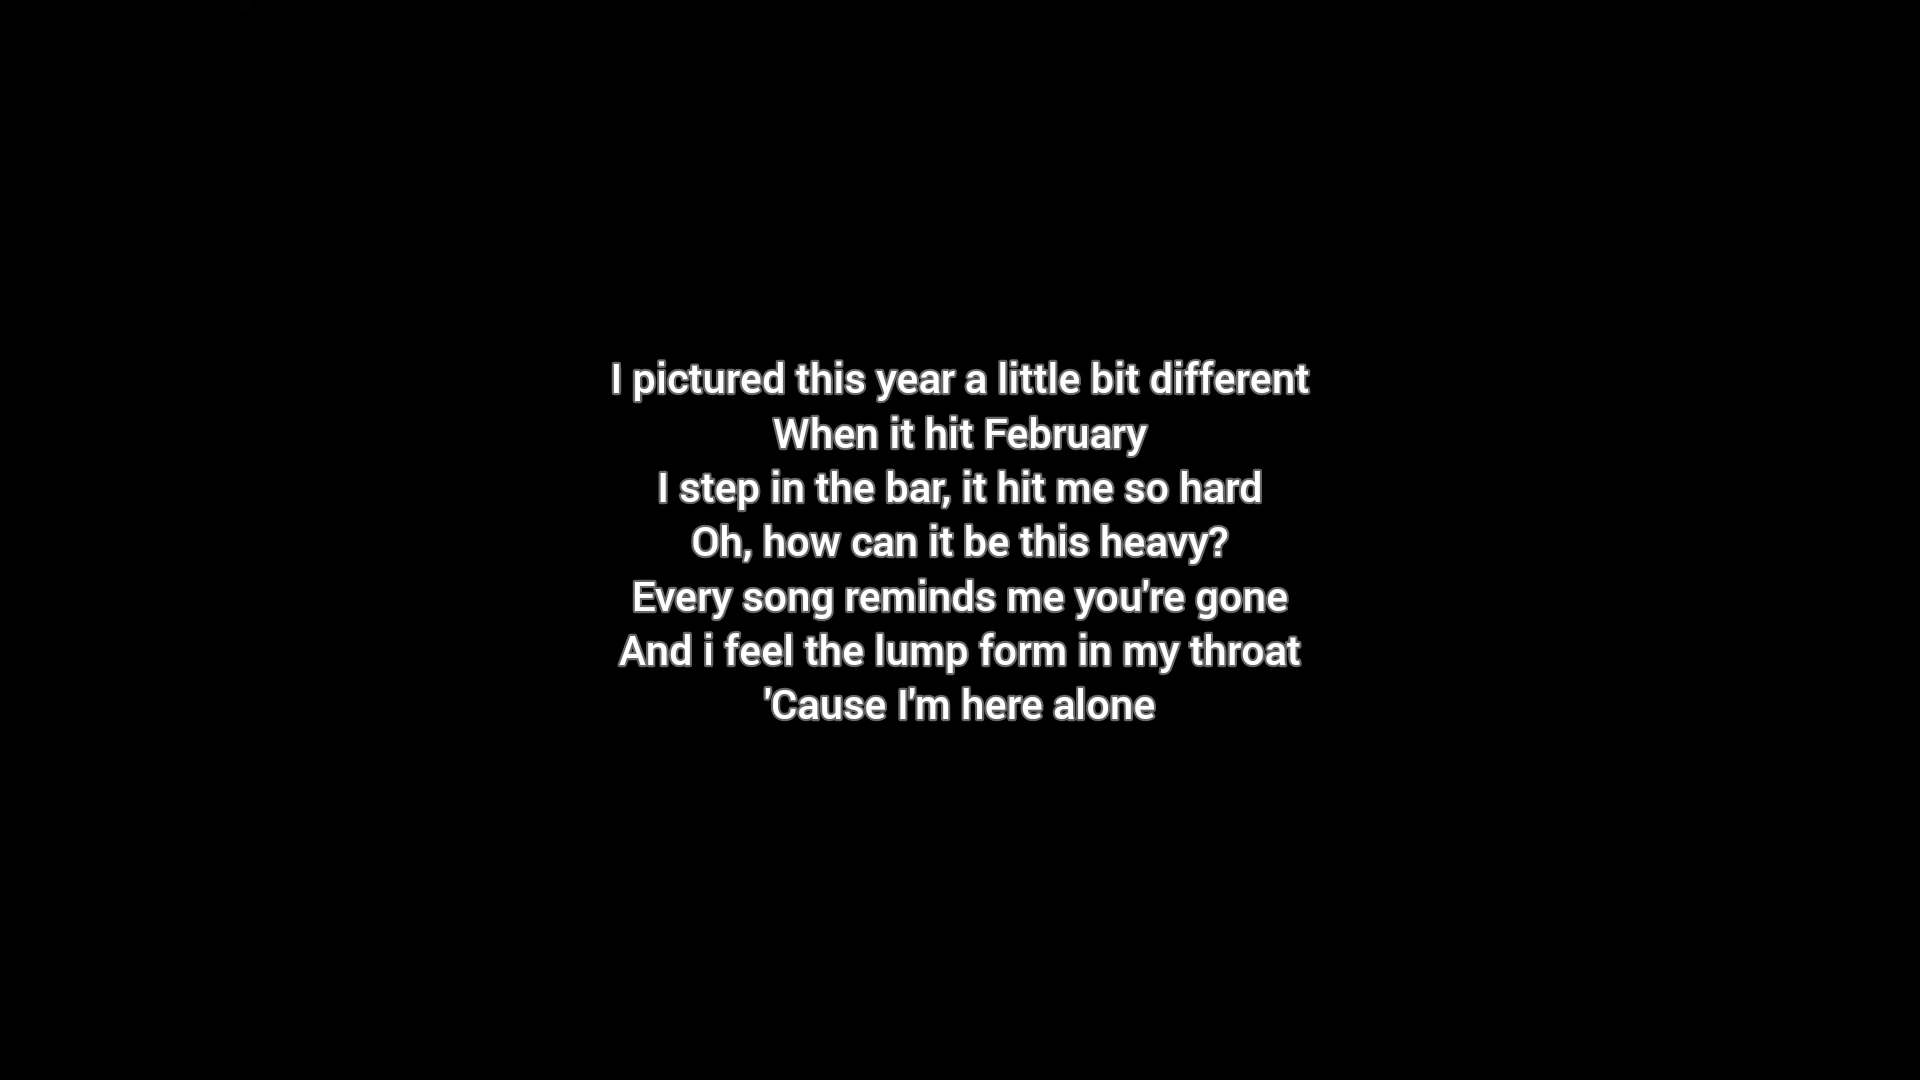 I pictured this year a little bit different
When it hit February
I step in the bar, it hit me so hard
Oh, how can it be this heavy?
Every song reminds me you're gone
And i feel the lump form in my throat
'Cause I'm here alone